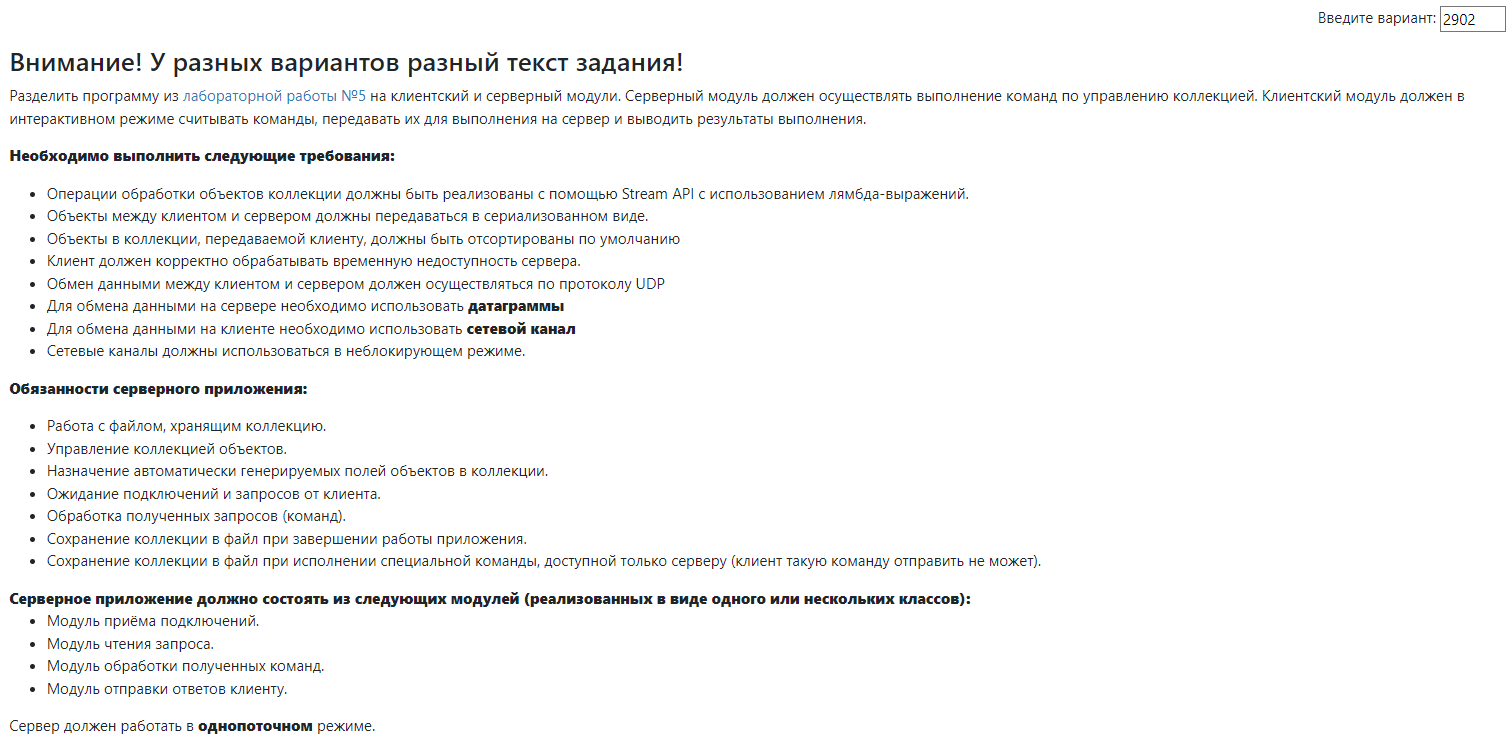 Введите вариант: 2902
Внимание! У разных вариантов разный текст задания!
Разделить программу из лабораторной работы №5 на клиентский и серверный модули. Серверный модуль должен осуществлять выполнение команд по управлению коллекцией. Клиентский модуль должен в
интерактивном режиме считывать команды, передавать их для выполнения на сервер и выводить результаты выполнения.
Необходимо выполнить следующие требования:
• Операции обработки объектов коллекции должны быть реализованы с помощью Stream API с использованием лямбда-выражений.
• Объекты между клиентом и сервером должны передаваться в сериализованном виде.
• Объекты в коллекции, передаваемой клиенту, должны быть отсортированы по умолчанию
• Клиент должен корректно обрабатывать временную недоступность сервера.
• Обмен данными между клиентом и сервером должен осуществляться по протоколу UDP
• Для обмена данными на сервере необходимо использовать датаграммы
• Для обмена данными на клиенте необходимо использовать сетевой канал
• Сетевые каналы должны использоваться в неблокирующем режиме.
Обязанности серверного приложения:
• Работа с файлом, хранящим коллекцию.
• Управление коллекцией объектов.
• Назначение автоматически генерируемых полей объектов в коллекции.
• Ожидание подключений и запросов от клиента.
• Обработка полученных запросов (команд).
• Сохранение коллекции в файл при завершении работы приложения.
• Сохранение коллекции в файл при исполнении специальной команды, доступной только серверу (клиент такую команду отправить не может).
Серверное приложение должно состоять из следующих модулей (реализованных в виде одного или нескольких классов):
• Модуль приёма подключений.
• Модуль чтения запроса.
• Модуль обработки полученных команд.
• Модуль отправки ответов клиенту.
Сервер должен работать в однопоточном режиме.